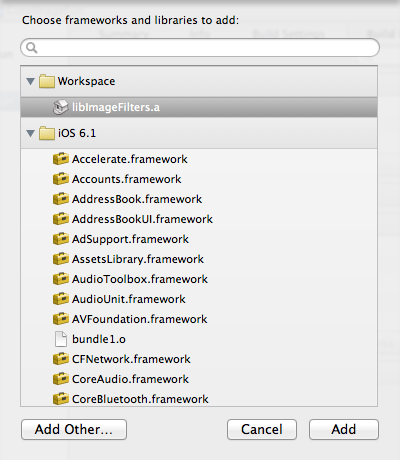 Choose frameworks and libraries to add:
Workspace
libImageFilters.a
iOS 6.1
Accelerate.framework
Accounts.framework
AddressBook.framework
AddressBookUI.framework
AdSupport.framework
AssetsLibrary.framework
AudioToolbox.framework
AudioUnit.framework
AVFoundation.framework
bundle1.o
CFNetwork.framework
CoreAudio.framework
CoreBluetooth.framework
Add Other... Cancel Add